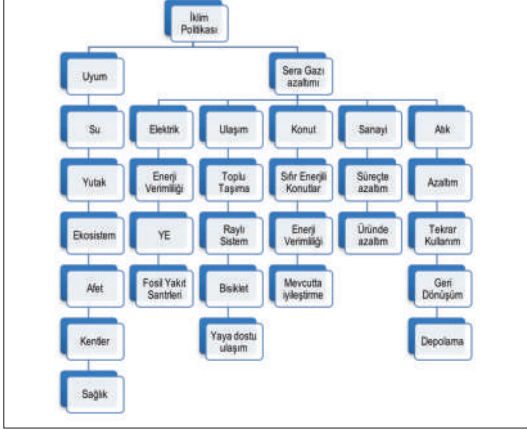 İklim
Politikası
Uyum
Sera Gazı
azaltımı
Su
Elektrik
Ulaşım
Konut
Sanayi
Atık
Yutak
Enerji
Verimliliği
Toplu
Taşıma
Sıfır Enerjili
Konutlar
Süreçte
azaltım
Azaltım
Ekosistem
YE
Raylı
Sistem
Enerji
Verimliliği
Üründe
azaltım
Tekrar
Kullanım
Afet
Fosil Yakıt
Santrleri
Bisiklet
Mevcutta
iyileştirme
Geri
Dönüşüm
Kentler
Yaya dostu
ulaşım
Depolama
Sağlık